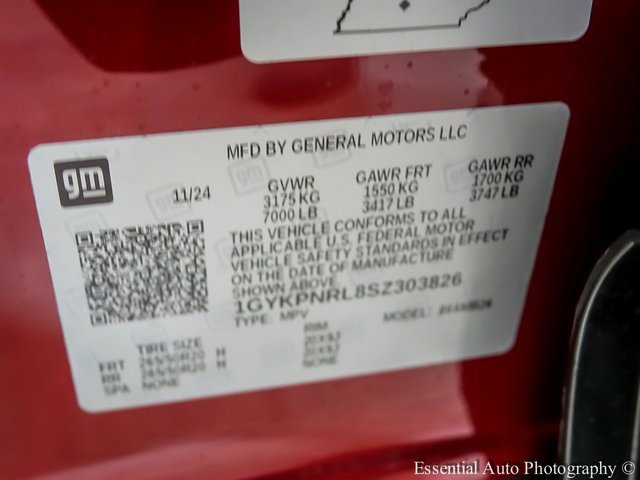 MFD BY GENERAL MOTORS LLC
gm
11/24
GVWR GAWR FRT GAWR RR
3175 KG 1550 KG 1700 KG
7000 LB 3417 LB 3747 LB
THIS VEHICLE CONFORMS TO ALL
APPLICABLE U.S. FEDERAL MOTOR
VEHICLE SAFETY STANDARDS IN EFFECT
ON THE DATE OF MANUFACTURE
SHOWN ABOVE.
1GYKPNRL8SZ303826
TYPE: MPV MODEL:
TIRE SIZE RIM
FRT H
RR H
SPA NONE NONE
Essential Auto Photography ©